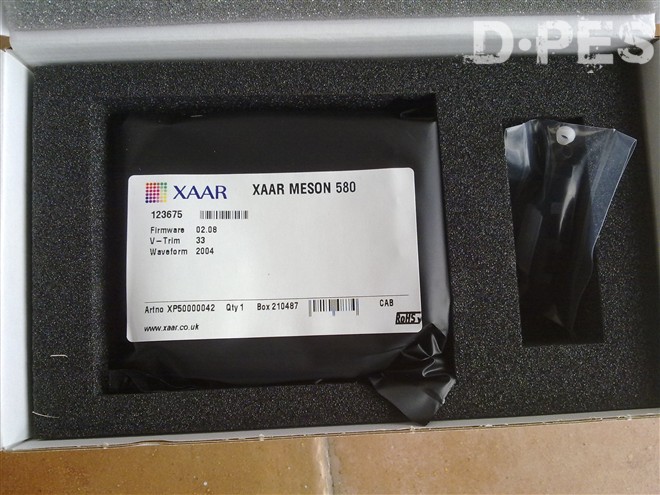 D·PES
XAAR XAAR MESON 580
123675
Firmware 02.08
V-Trim 33
Waveform 2004
Artno XP50000042 Qty 1 Box 210487 CAB
RoHS
www.xaar.co.uk